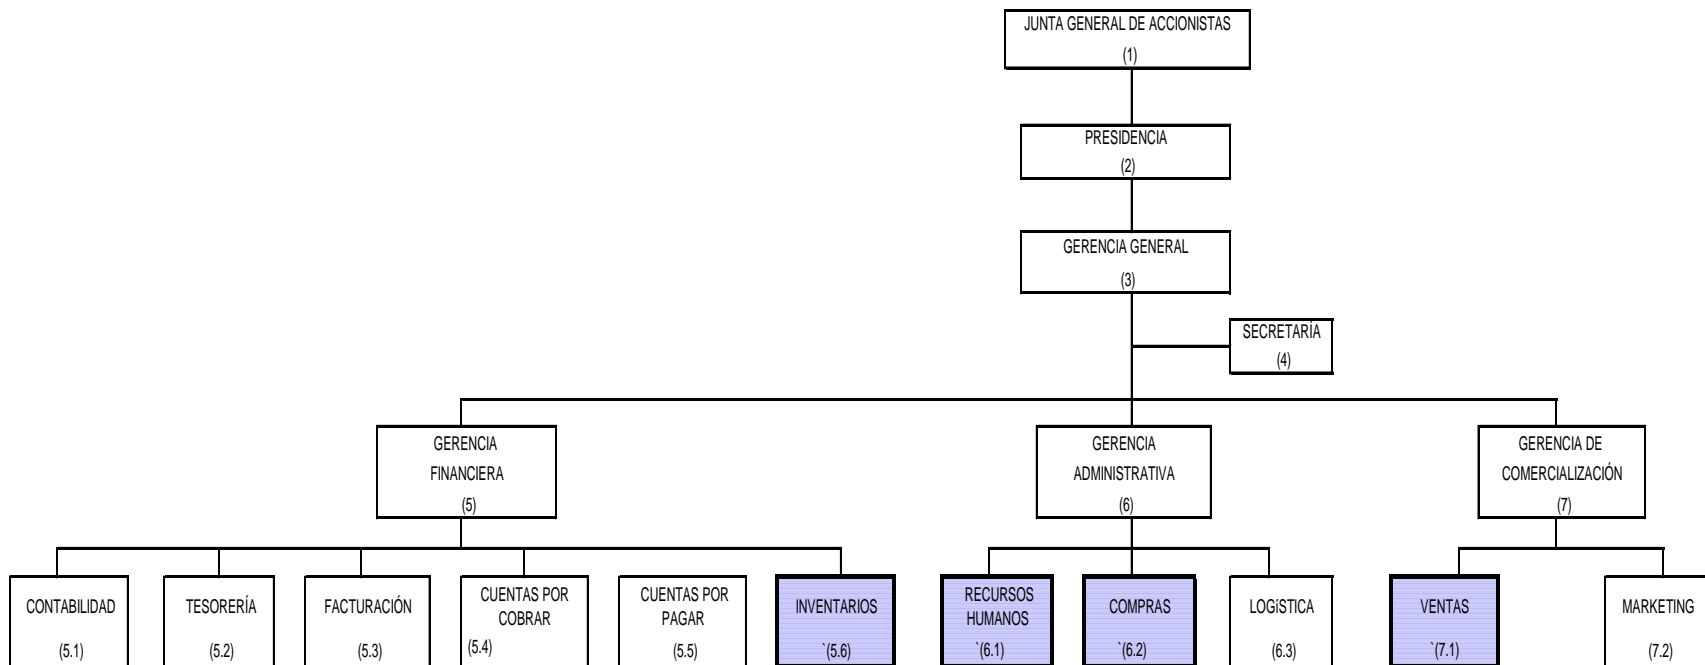 JUNTA GENERAL DE ACCIONISTAS
(1)
PRESIDENCIA
(2)
GERENCIA GENERAL
(3)
SECRETARÍA
(4)
GERENCIA
FINANCIERA
(5)
GERENCIA
ADMINISTRATIVA
(6)
GERENCIA DE
COMERCIALIZACIÓN
(7)
CONTABILIDAD
(5.1)
TESORERÍA
(5.2)
FACTURACIÓN
(5.3)
CUENTAS POR
COBRAR
(5.4)
CUENTAS POR
PAGAR
(5.5)
INVENTARIOS
`(5.6)
RECURSOS
HUMANOS
`(6.1)
COMPRAS
`(6.2)
LOGíSTICA
(6.3)
VENTAS
`(7.1)
MARKETING
(7.2)